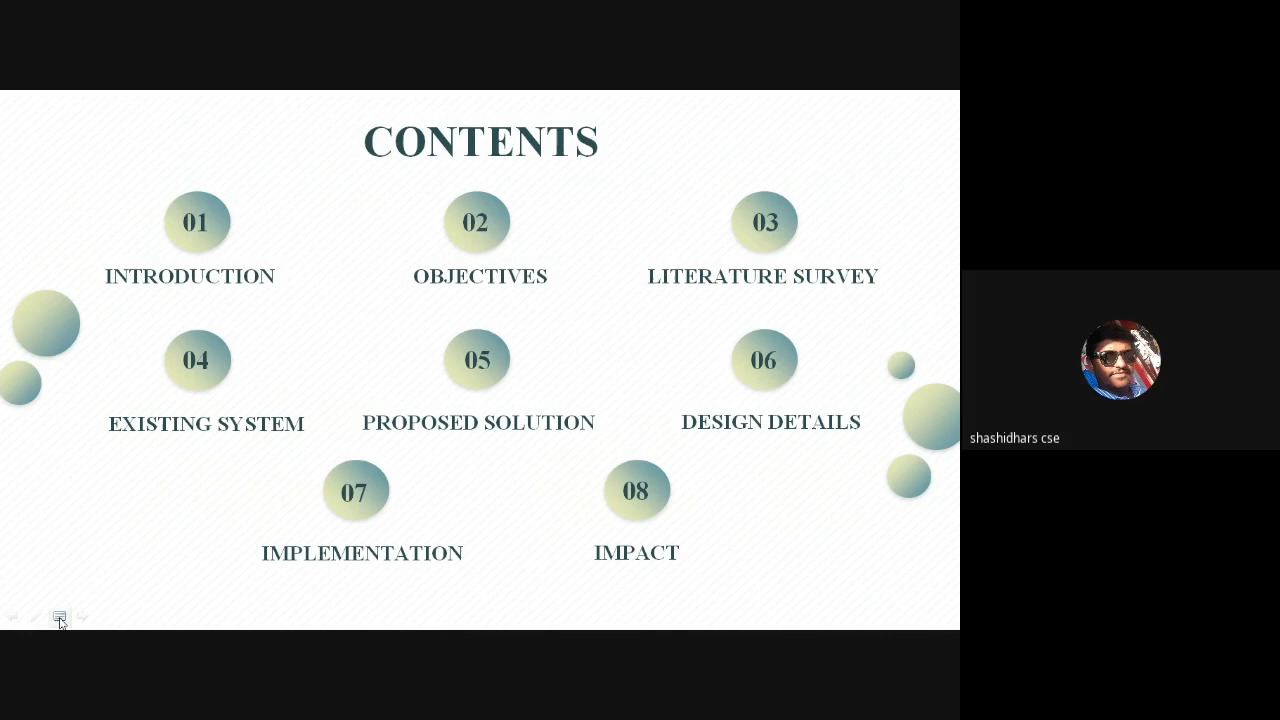 CONTENTS
01
02
03
INTRODUCTION
OBJECTIVES
LITERATURE SURVEY
04
05
06
EXISTING SYSTEM
PROPOSED SOLUTION
DESIGN DETAILS
07
08
IMPLEMENTATION
IMPACT
shashidhars cse